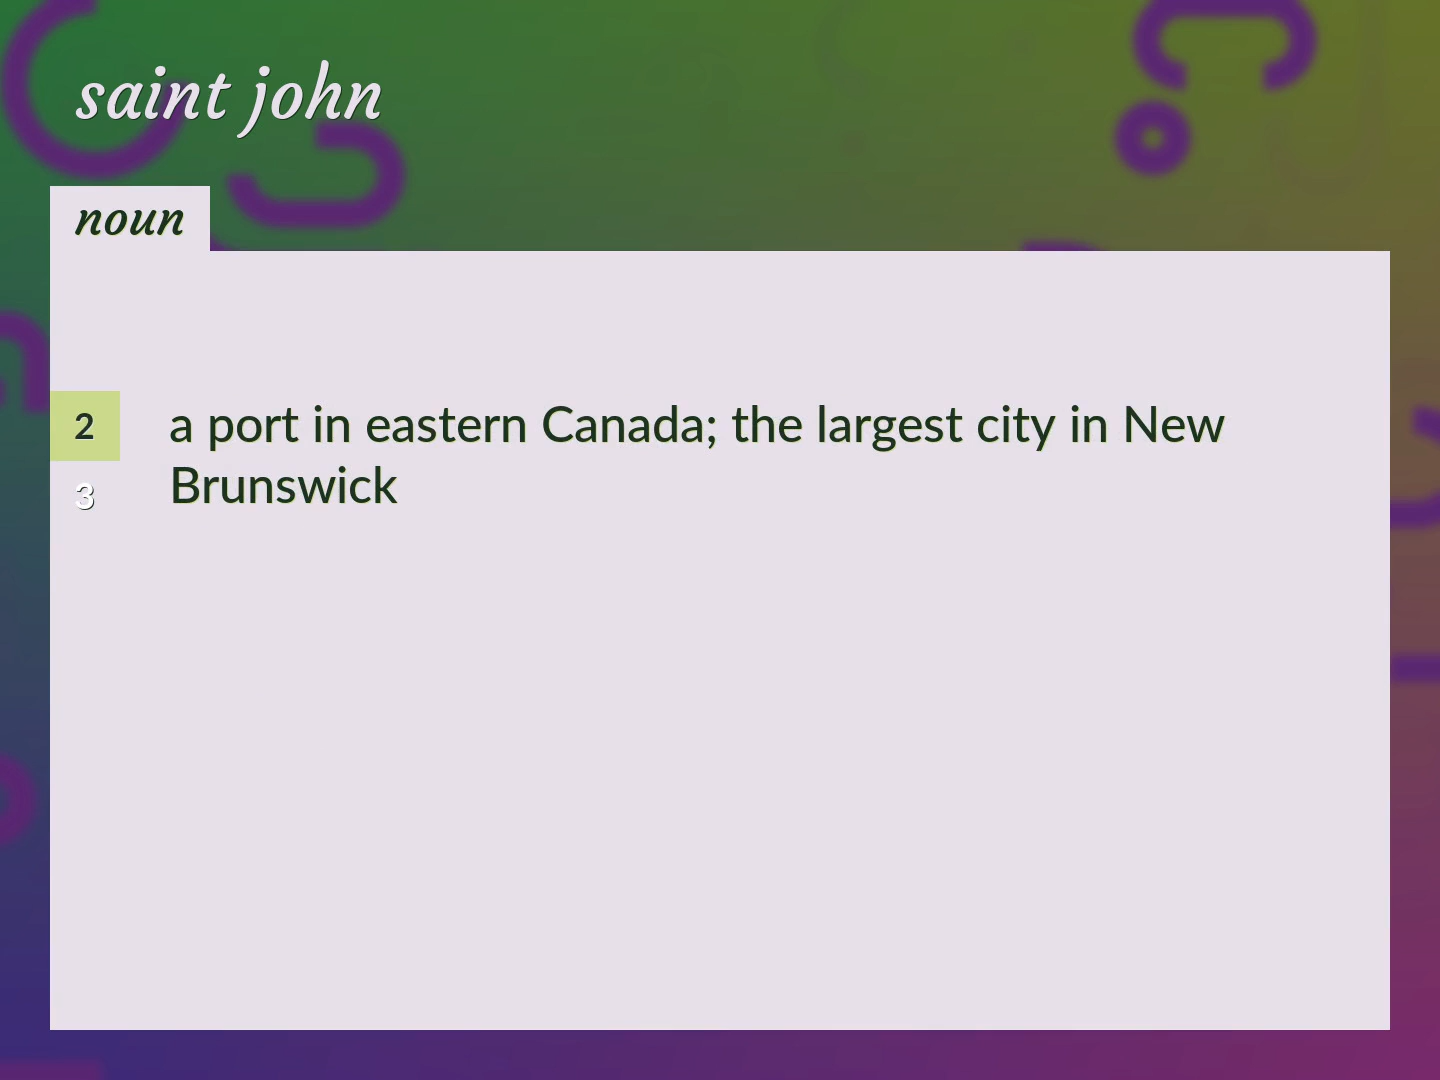 saint john
noun
2
a port in eastern Canada; the largest city in New
Brunswick
3